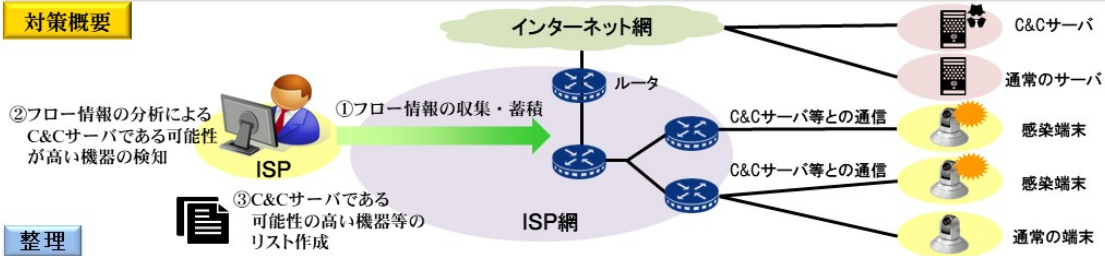 対策概要
インターネット網
C&Cサーバ
通常のサーバ
ルータ
①フロー情報の収集・蓄積
②フロー情報の分析による
C&Cサーバである可能性
が高い機器の検知
ISP
C&Cサーバ等との通信
感染端末
C&Cサーバ等との通信
感染端末
③C&Cサーバである
可能性の高い機器等の
リスト作成
ISP網
通常の端末
整理